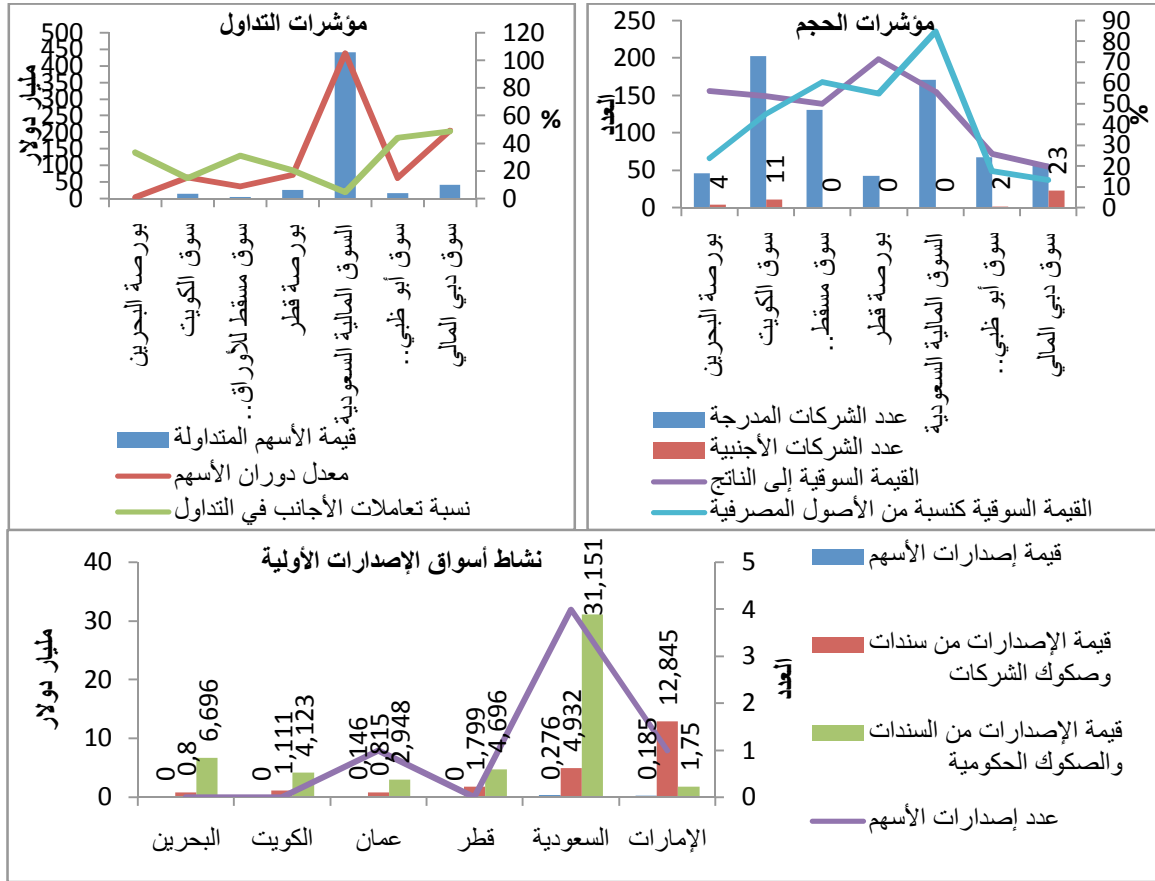 مؤشرات التداول
مليار دولار
500
450
400
350
300
250
200
150
100
50
0
120
100
80
60
40
20
0
%
بورصة البحرين
سوق الكويت
سوق مسقط للأوراق..
بورصة قطر
السوق المالية السعودية
سوق أبو ظبي..
سوق دبي المالي
قيمة الأسهم المتداولة
معدل دوران الأسهم
نسبة تعاملات الأجانب في التداول
مؤشرات الحجم
العدد
250
200
150
100
50
0
90
80
70
60
50
40
30
20
10
0
%
4
11
0
0
0
2
23
بورصة البحرين
سوق الكويت
سوق مسقط..
بورصة قطر
السوق المالية السعودية
سوق أبو ظبي..
سوق دبي المالي
عدد الشركات المدرجة
عدد الشركات الأجنبية
القيمة السوقية إلى الناتج
القيمة السوقية كنسبة من الأصول المصرفية
نشاط أسواق الإصدارات الأولية
مليار دولار
40
30
20
10
0
5
4
3
2
1
0
العدد
0
0,8
6,696
0
1,111
4,123
0,146
0,815
2,948
0
1,799
4,696
0,276
4,932
31,151
0,185
12,845
1,75
البحرين
الكويت
عمان
قطر
السعودية
الإمارات
قيمة إصدارات الأسهم
قيمة الإصدارات من سندات
وصكوك الشركات
قيمة الإصدارات من السندات
والصكوك الحكومية
عدد إصدارات الأسهم